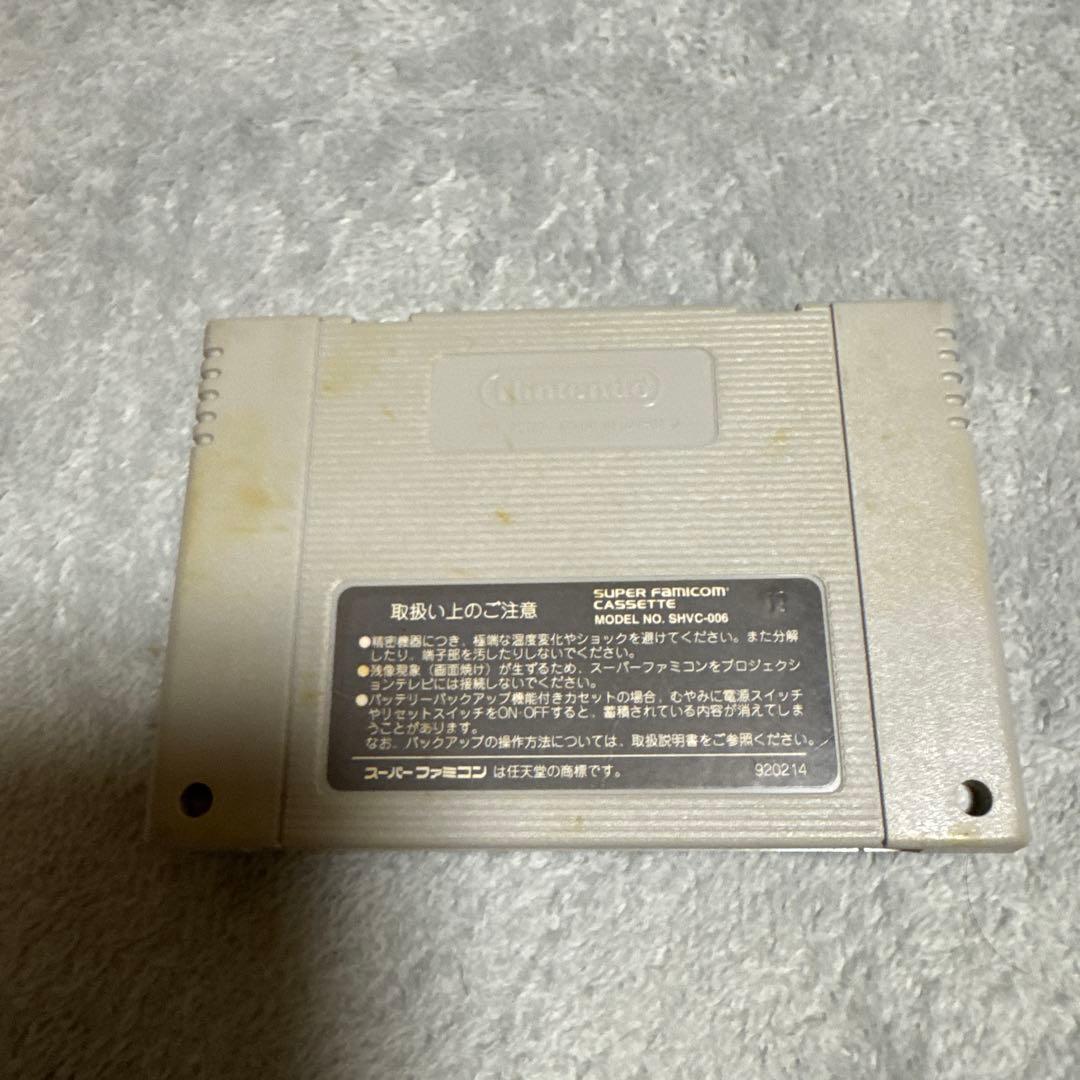 Nintendo
取扱い上のご注意
SUPER FAMICOM
CASSETTE
MODEL NO. SHVC-006
●精密機器につき、極端な温度変化やショックを避けてください。また分解
したり、端子部を汚したりしないでください。
●残像現象（画面焼け）が生ずるため、スーパーファミコンをプロジェクシ
ョンテレビには接続しないでください。
●バッテリーバックアップ機能付きカセットの場合、むやみに電源スイッチ
やリセットスイッチをON-OFFすると、蓄積されている内容が消えてしま
うことがあります。
なお、バックアップの操作方法については、取扱説明書をご参照ください。
スーパーファミコン は任天堂の商標です。
920214